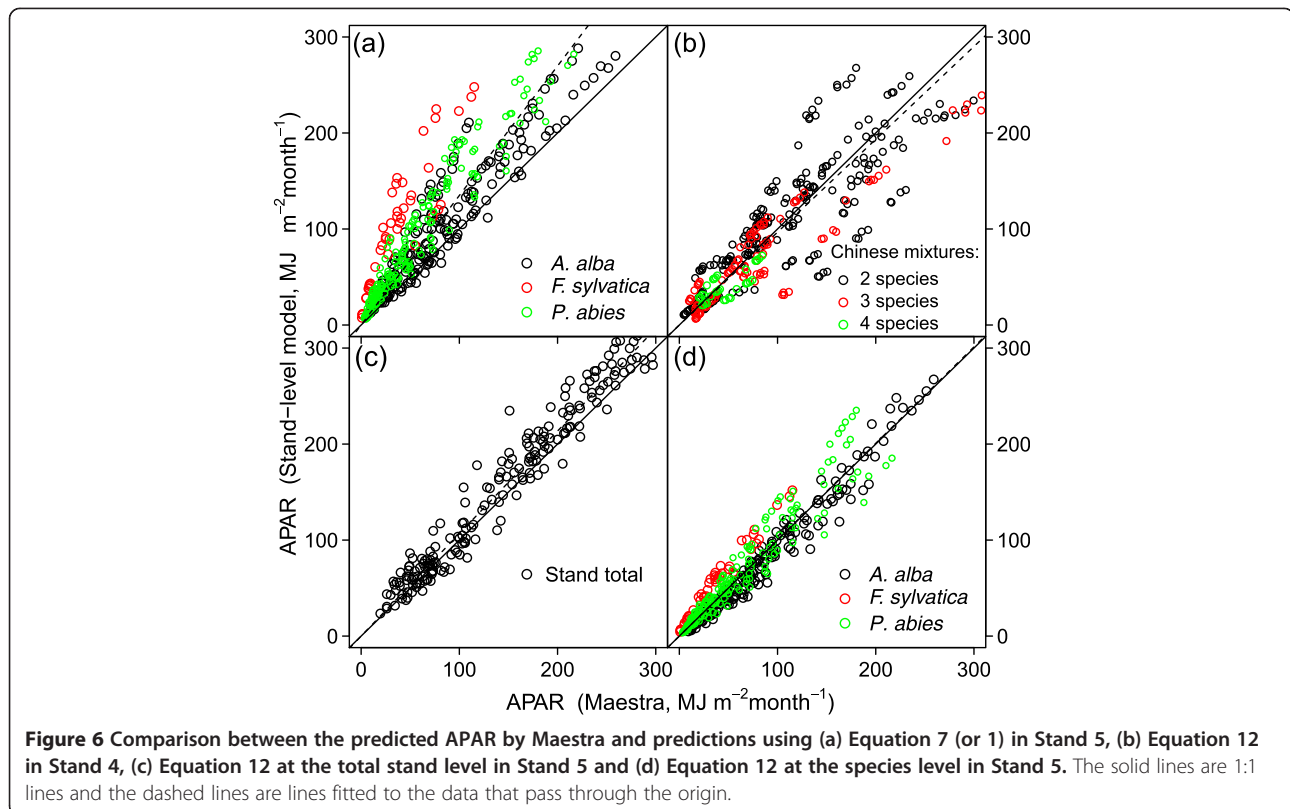 (a)
(b)
300
200
100
0
A. alba
F. sylvatica
P. abies
Chinese mixtures:
2 species
3 species
4 species
300
200
100
0
(c)
(d)
300
200
100
0
Stand total
A. alba
F. sylvatica
P. abies
300
200
100
0
0 100 200 300
0 100 200 300
APAR (Stand−level model, MJ m⁻²month⁻¹)
APAR (Maestra, MJ m⁻²month⁻¹)
Figure 6 Comparison between the predicted APAR by Maestra and predictions using (a) Equation 7 (or 1) in Stand 5, (b) Equation 12
in Stand 4, (c) Equation 12 at the total stand level in Stand 5 and (d) Equation 12 at the species level in Stand 5. The solid lines are 1:1
lines and the dashed lines are lines fitted to the data that pass through the origin.